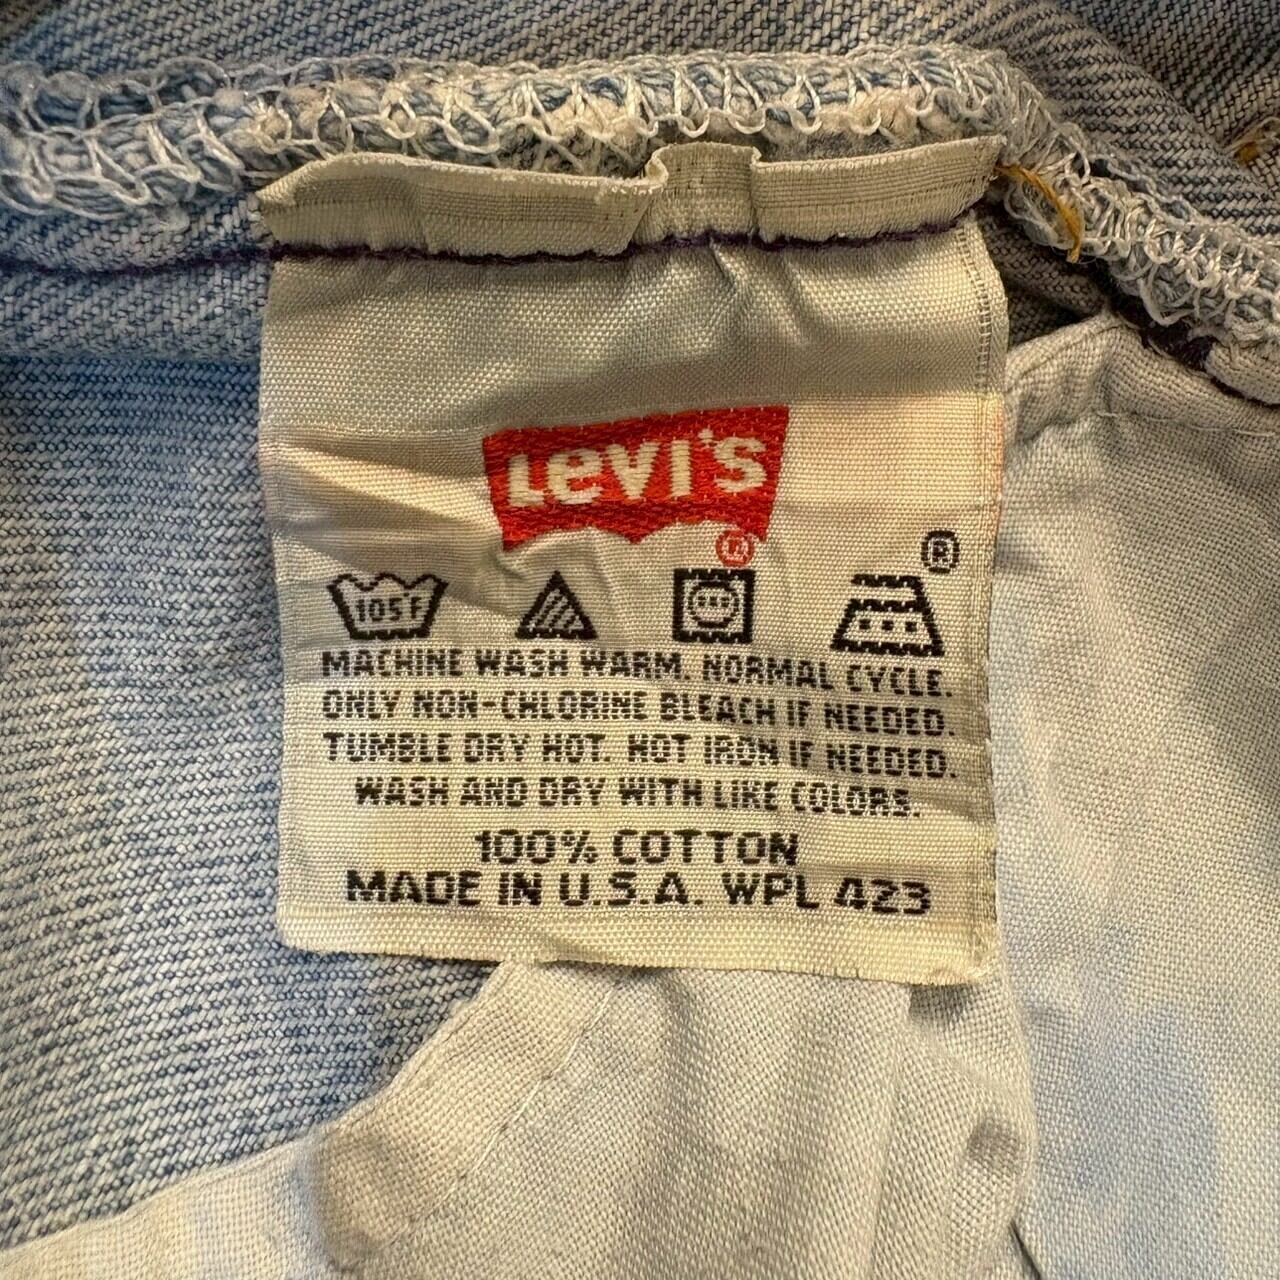 Levi's
®
105°F
MACHINE WASH WARM. NORMAL CYCLE.
ONLY NON-CHLORINE BLEACH IF NEEDED.
TUMBLE DRY HOT. HOT IRON IF NEEDED.
WASH AND DRY WITH LIKE COLORS.
100% COTTON
MADE IN U.S.A. WPL 423